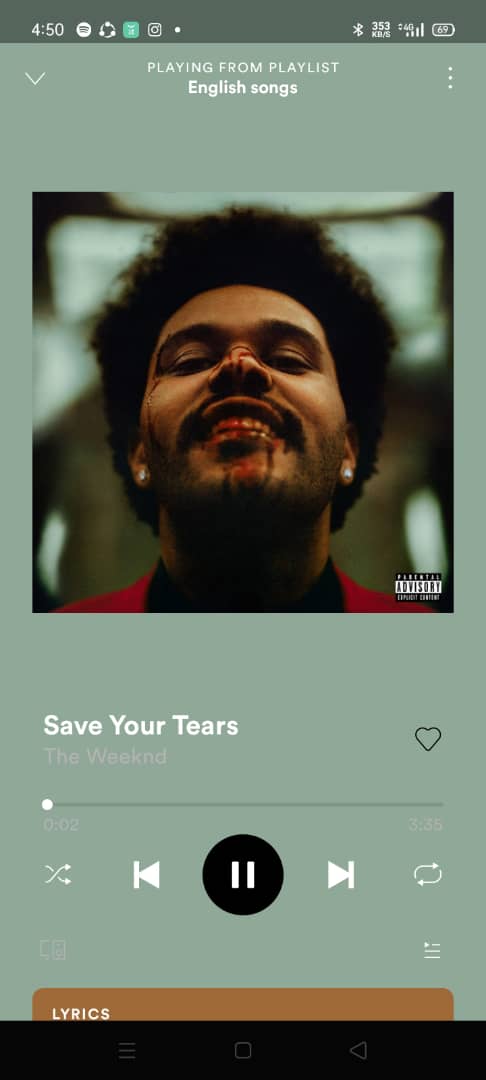 4:50
353
KB/S
4G
69
PLAYING FROM PLAYLIST
English songs
PARENTAL
ADVISORY
EXPLICIT CONTENT
Save Your Tears
The Weeknd
0:02
3:35
LYRICS